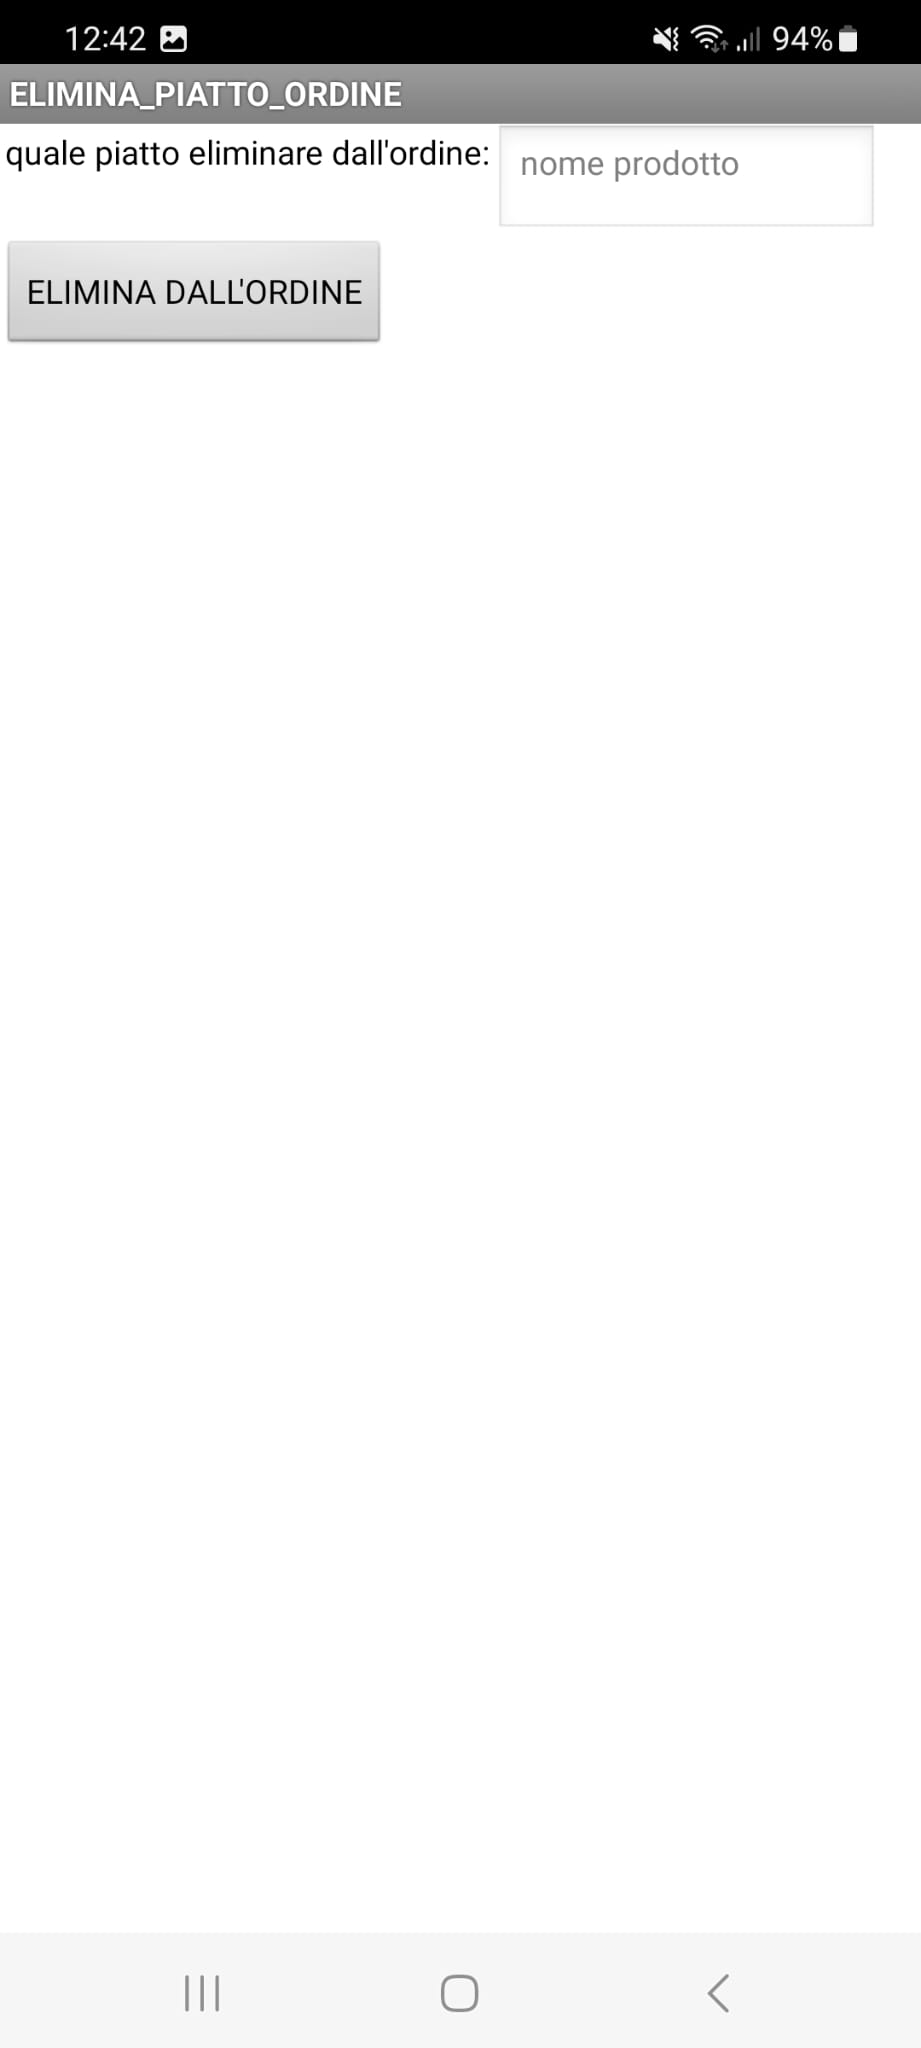 12:42 94%
ELIMINA_PIATTO_ORDINE
quale piatto eliminare dall'ordine: nome prodotto
ELIMINA DALL'ORDINE